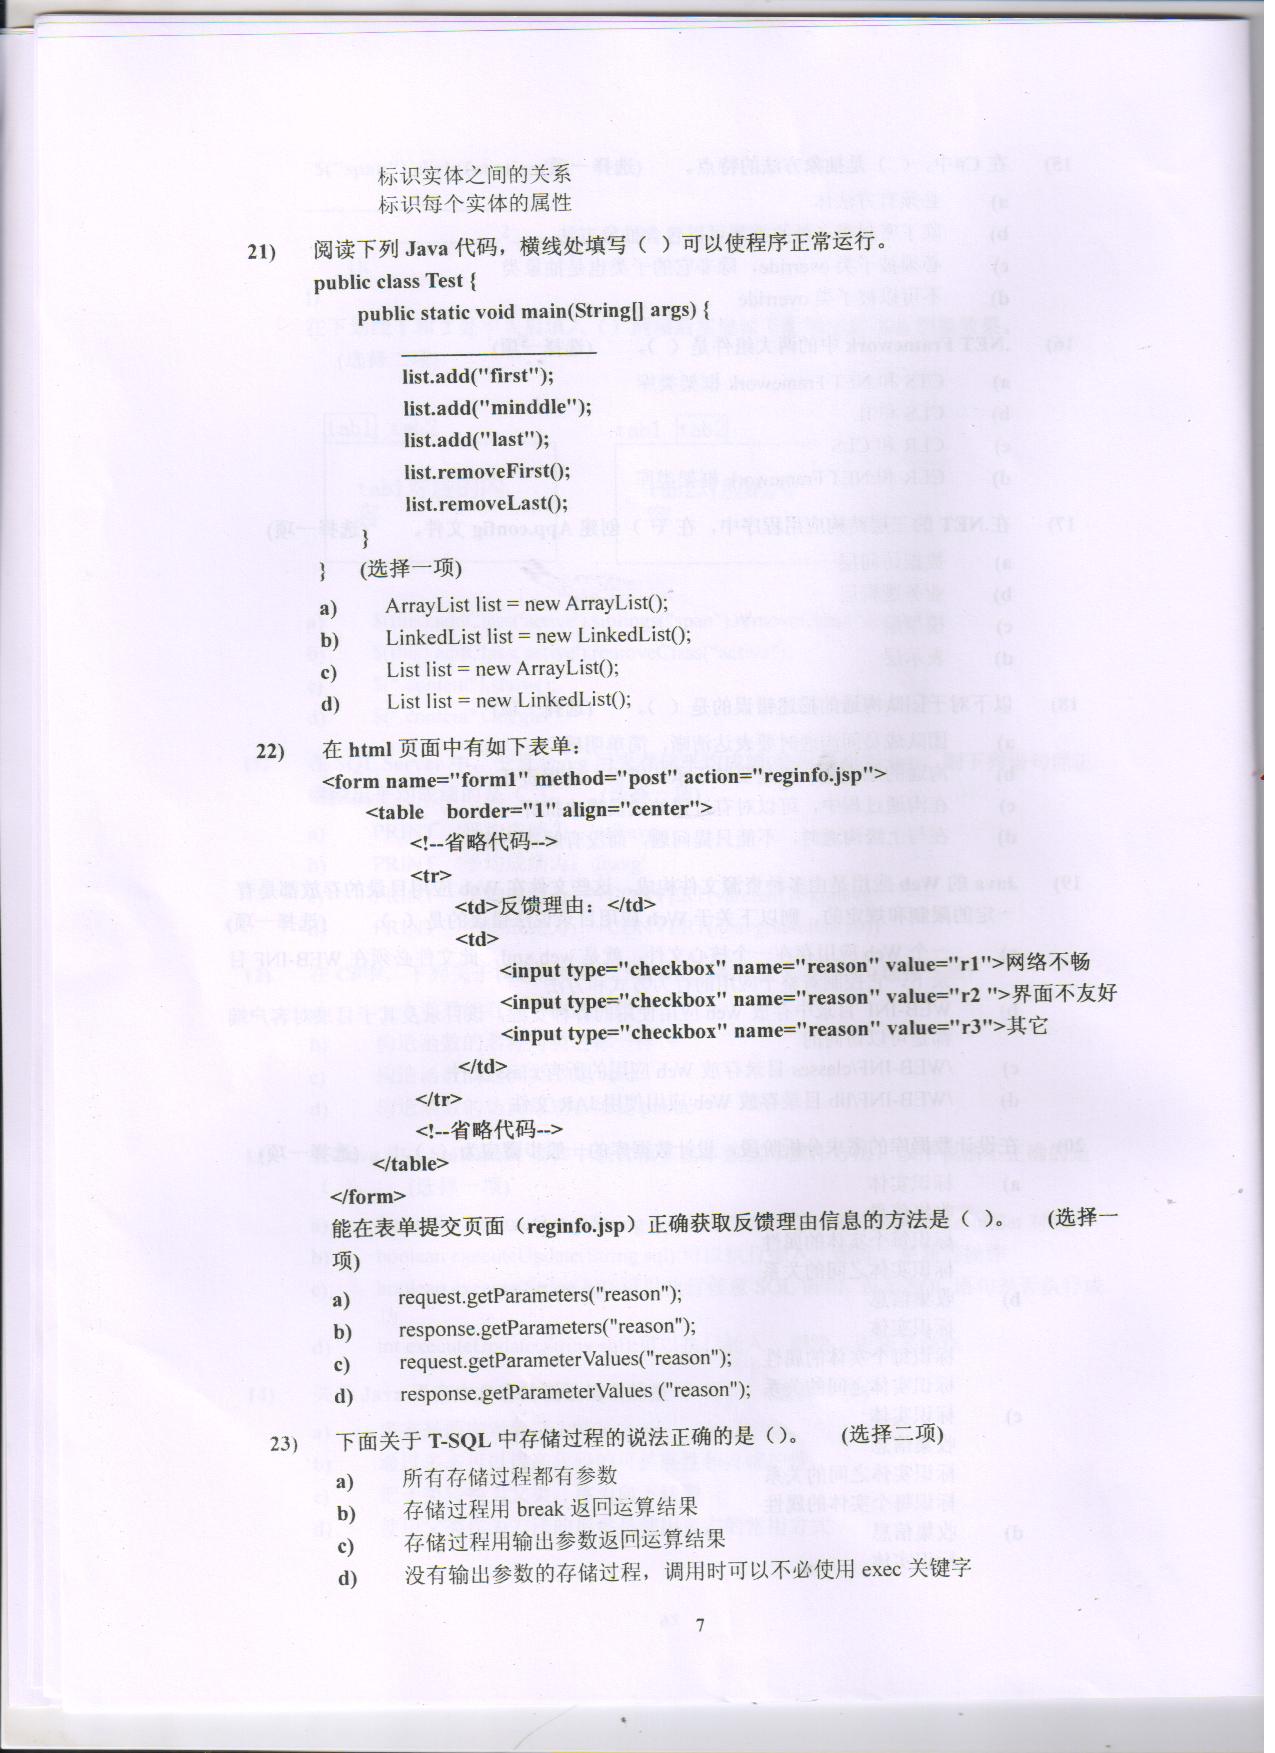 标识实体之间的关系
标识每个实体的属性
21) 阅读下列 Java 代码，横线处填写（ ）可以使程序正常运行。
public class Test {
public static void main(String[] args) {
list.add("first");
list.add("minddle");
list.add("last");
list.removeFirst();
list.removeLast();
}
} (选择一项)
a) ArrayList list = new ArrayList();
b) LinkedList list = new LinkedList();
c) List list = new ArrayList();
d) List list = new LinkedList();
22) 在 html 页面中有如下表单：
<form name="form1" method="post" action="reginfo.jsp">
<table border="1" align="center">
<!--省略代码-->
<tr>
<td>反馈理由：</td>
<td>
<input type="checkbox" name="reason" value="r1">网络不畅
<input type="checkbox" name="reason" value="r2 ">界面不友好
<input type="checkbox" name="reason" value="r3">其它
</td>
</tr>
<!--省略代码-->
</table>
</form>
能在表单提交页面（reginfo.jsp）正确获取反馈理由信息的方法是（ ）。 (选择一
项)
a) request.getParameters("reason");
b) response.getParameters("reason");
c) request.getParameterValues("reason");
d) response.getParameterValues ("reason");
23) 下面关于 T-SQL 中存储过程的说法正确的是（）。 (选择二项)
a) 所有存储过程都有参数
b) 存储过程用 break 返回运算结果
c) 存储过程用输出参数返回运算结果
d) 没有输出参数的存储过程，调用时可以不必使用 exec 关键字
7